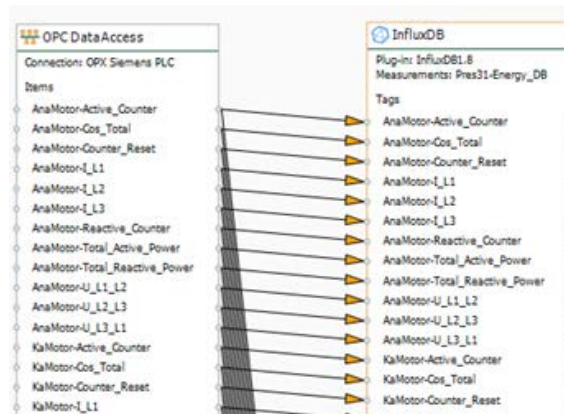 OPC DataAccess
Connection: OPX Siemens PLC
Items
AnaMotor-Active_Counter
AnaMotor-Cos_Total
AnaMotor-Counter_Reset
AnaMotor-I_L1
AnaMotor-I_L2
AnaMotor-I_L3
AnaMotor-Reactive_Counter
AnaMotor-Total_Active_Power
AnaMotor-Total_Reactive_Power
AnaMotor-U_L1_L2
AnaMotor-U_L2_L3
AnaMotor-U_L3_L1
KaMotor-Active_Counter
KaMotor-Cos_Total
KaMotor-Counter_Reset
KaMotor-I_L1
InfluxDB
Plug-in: InfluxDB1.8
Measurements: Pres31-Energy_DB
Tags
AnaMotor-Active_Counter
AnaMotor-Cos_Total
AnaMotor-Counter_Reset
AnaMotor-I_L1
AnaMotor-I_L2
AnaMotor-I_L3
AnaMotor-Reactive_Counter
AnaMotor-Total_Active_Power
AnaMotor-Total_Reactive_Power
AnaMotor-U_L1_L2
AnaMotor-U_L2_L3
AnaMotor-U_L3_L1
KaMotor-Active_Counter
KaMotor-Cos_Total
KaMotor-Counter_Reset